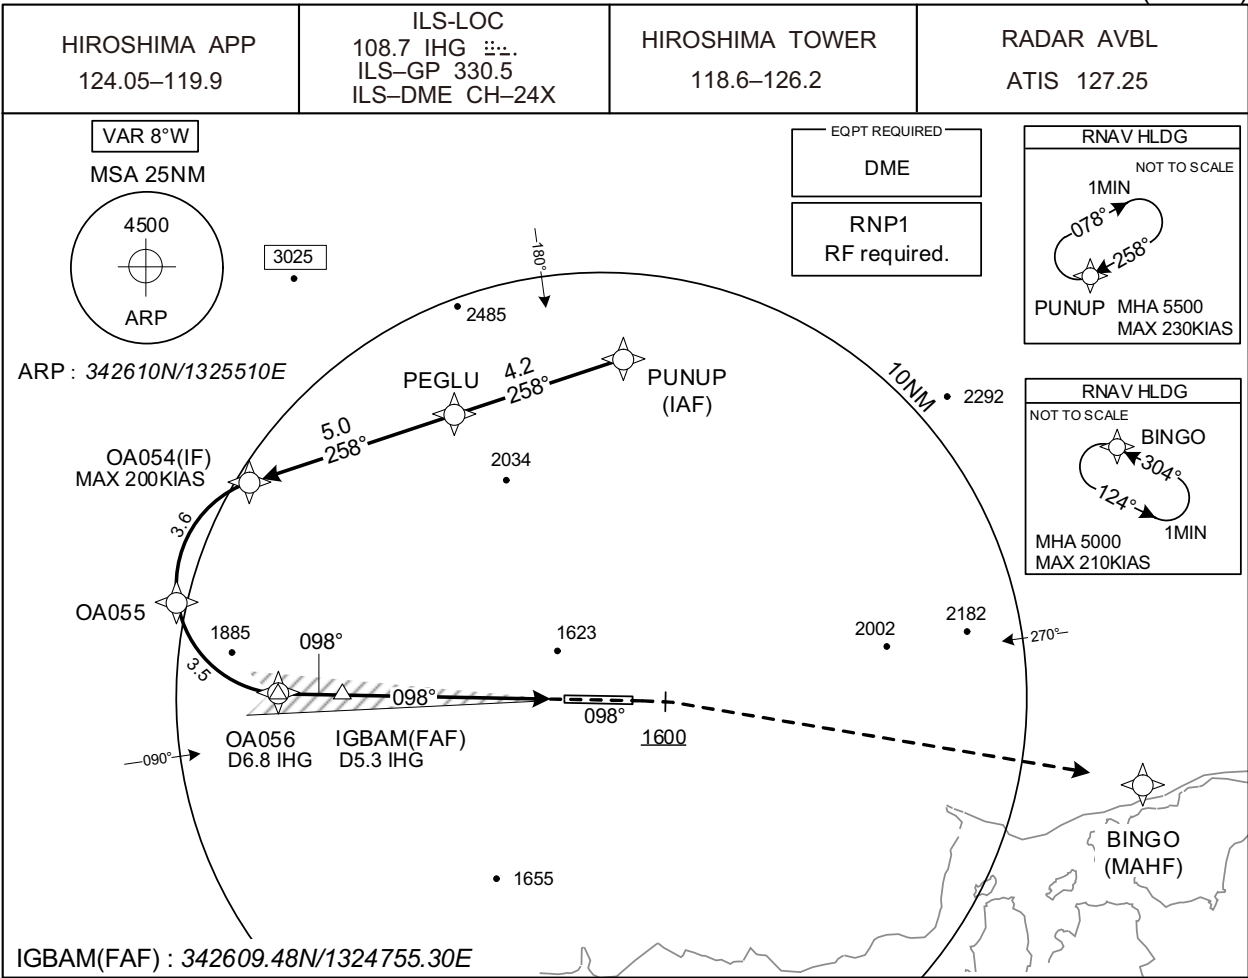 HIROSHIMA APP
124.05–119.9
ILS-LOC
108.7 IHG
ILS–GP 330.5
ILS–DME CH–24X
HIROSHIMA TOWER
118.6–126.2
RADAR AVBL
ATIS 127.25
VAR 8°W
MSA 25NM
4500
ARP
ARP : 342610N/1325510E
3025
2485
180°
EQPT REQUIRED
DME
RNP1
RF required.
RNAV HLDG
NOT TO SCALE
1MIN
078°
258°
PUNUP
MHA 5500
MAX 230KIAS
RNAV HLDG
NOT TO SCALE
BINGO
304°
124°
1MIN
MHA 5000
MAX 210KIAS
PEGLU
4.2
258°
PUNUP
(IAF)
10NM
2292
5.0
258°
OA054(IF)
MAX 200KIAS
2034
3.6
OA055
1885
098°
1623
2002
2182
270°
3.5
098°
098°
1600
OA056
D6.8 IHG
IGBAM(FAF)
D5.3 IHG
090°
BINGO
(MAHF)
1655
IGBAM(FAF) : 342609.48N/1324755.30E